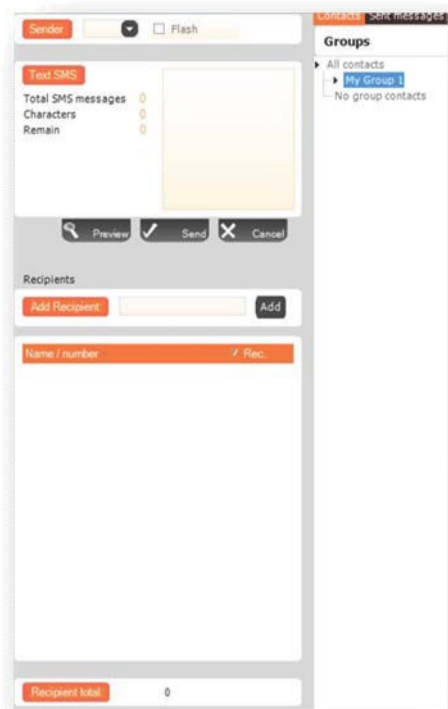 Sender Flash
Text SMS
Total SMS messages 0
Characters 0
Remain 0
Preview Send Cancel
Recipients
Add Recipient Add
Name / number Rec.
Recipient total 0
Contacts Sent messages
Groups
All contacts
My Group 1
No group contacts